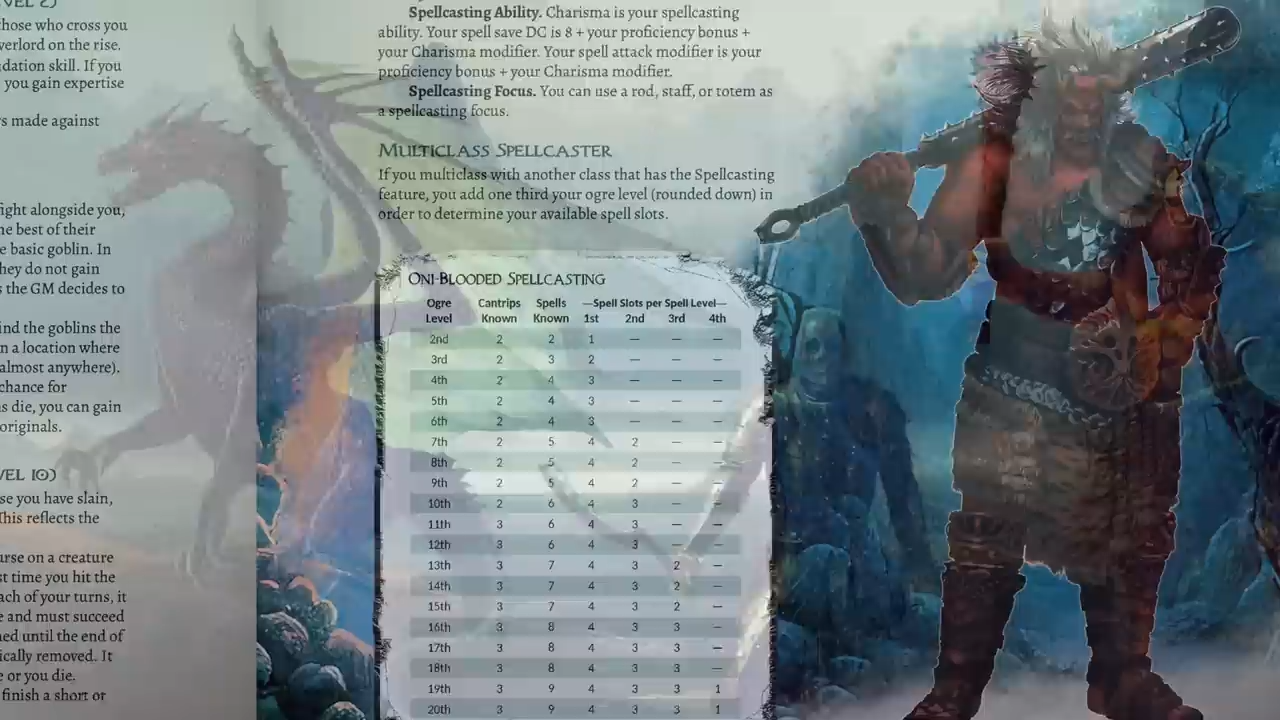 VEL 2)
those who cross you
verlord on the rise.
dation skill. If you
you gain expertise
rs made against
fight alongside you,
he best of their
e basic goblin. In
they do not gain
s the GM decides to
ind the goblins the
n a location where
almost anywhere).
chance for
s die, you can gain
originals.
VEL 10)
se you have slain,
This reflects the
urse on a creature
st time you hit the
ach of your turns, it
e and must succeed
ned until the end of
ically removed. It
e or you die.
finish a short or
Spellcasting Ability. Charisma is your spellcasting
ability. Your spell save DC is 8 + your proficiency bonus +
your Charisma modifier. Your spell attack modifier is your
proficiency bonus + your Charisma modifier.
Spellcasting Focus. You can use a rod, staff, or totem as
a spellcasting focus.
Multiclass Spellcaster
If you multiclass with another class that has the Spellcasting
feature, you add one third your ogre level (rounded down) in
order to determine your available spell slots.
Oni-Blooded Spellcasting
Ogre Cantrips Spells —Spell Slots per Spell Level—
Level Known Known 1st 2nd 3rd 4th
2nd 2 2 1 — — —
3rd 2 3 2 — — —
4th 2 4 3 — — —
5th 2 4 3 — — —
6th 2 4 3 — — —
7th 2 5 4 2 — —
8th 2 5 4 2 — —
9th 2 5 4 2 — —
10th 2 6 4 3 — —
11th 3 6 4 3 — —
12th 3 6 4 3 — —
13th 3 7 4 3 2 —
14th 3 7 4 3 2 —
15th 3 7 4 3 2 —
16th 3 8 4 3 3 —
17th 3 8 4 3 3 —
18th 3 8 4 3 3 —
19th 3 9 4 3 3 1
20th 3 9 4 3 3 1